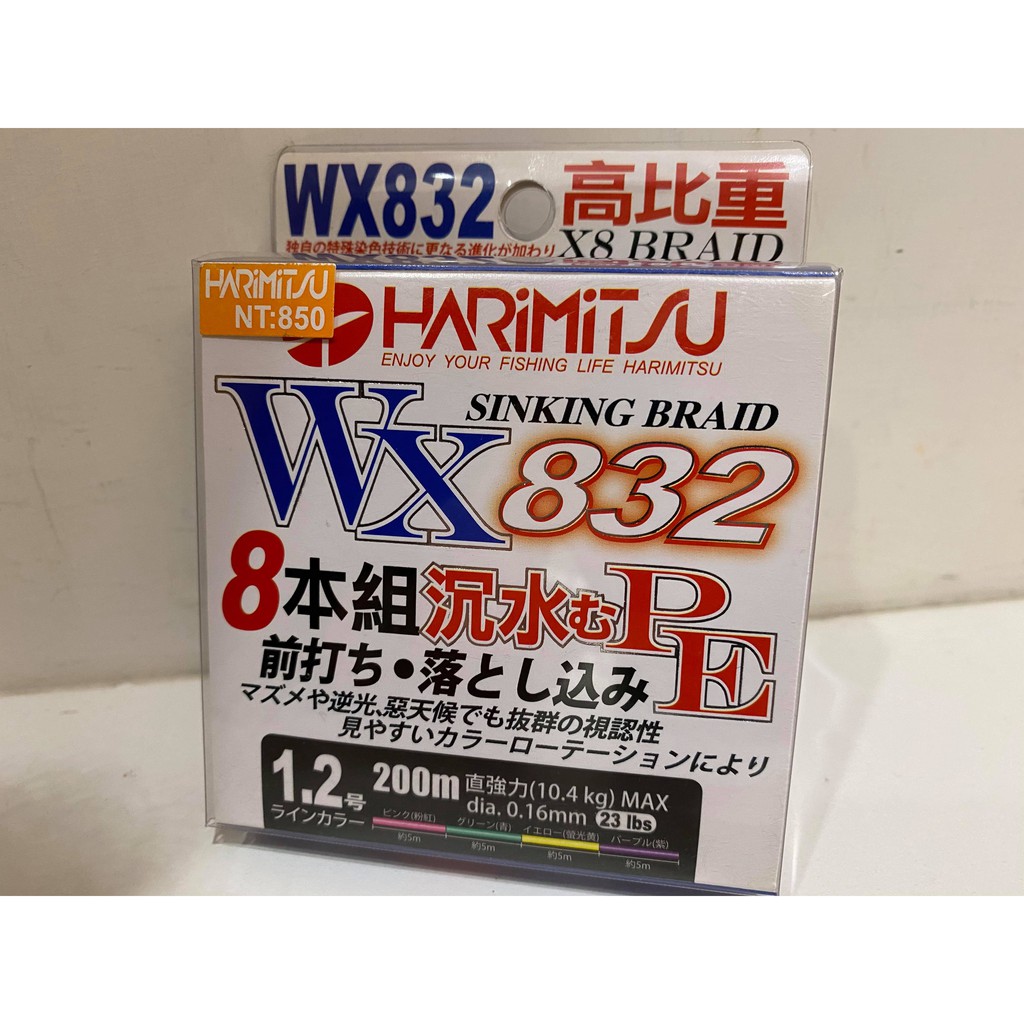 WX832 高比重
独自の特殊染色技術に更なる進化が加わり X8 BRAID
HARiMiTSU
NT:850
HARiMiTSU
ENJOY YOUR FISHING LIFE HARIMITSU
SINKING BRAID
WX832
8本組沉水むPE
前打ち・落とし込み
マズメや逆光、惡天候でも抜群の視認性
見やすいカラーローテーションにより
1.2号 200m 直強力(10.4 kg) MAX
dia. 0.16mm 23 lbs
ラインカラー ピンク(粉紅) グリーン(青) イエロー(螢光黄) パープル(紫)
約5m 約5m 約5m 約5m